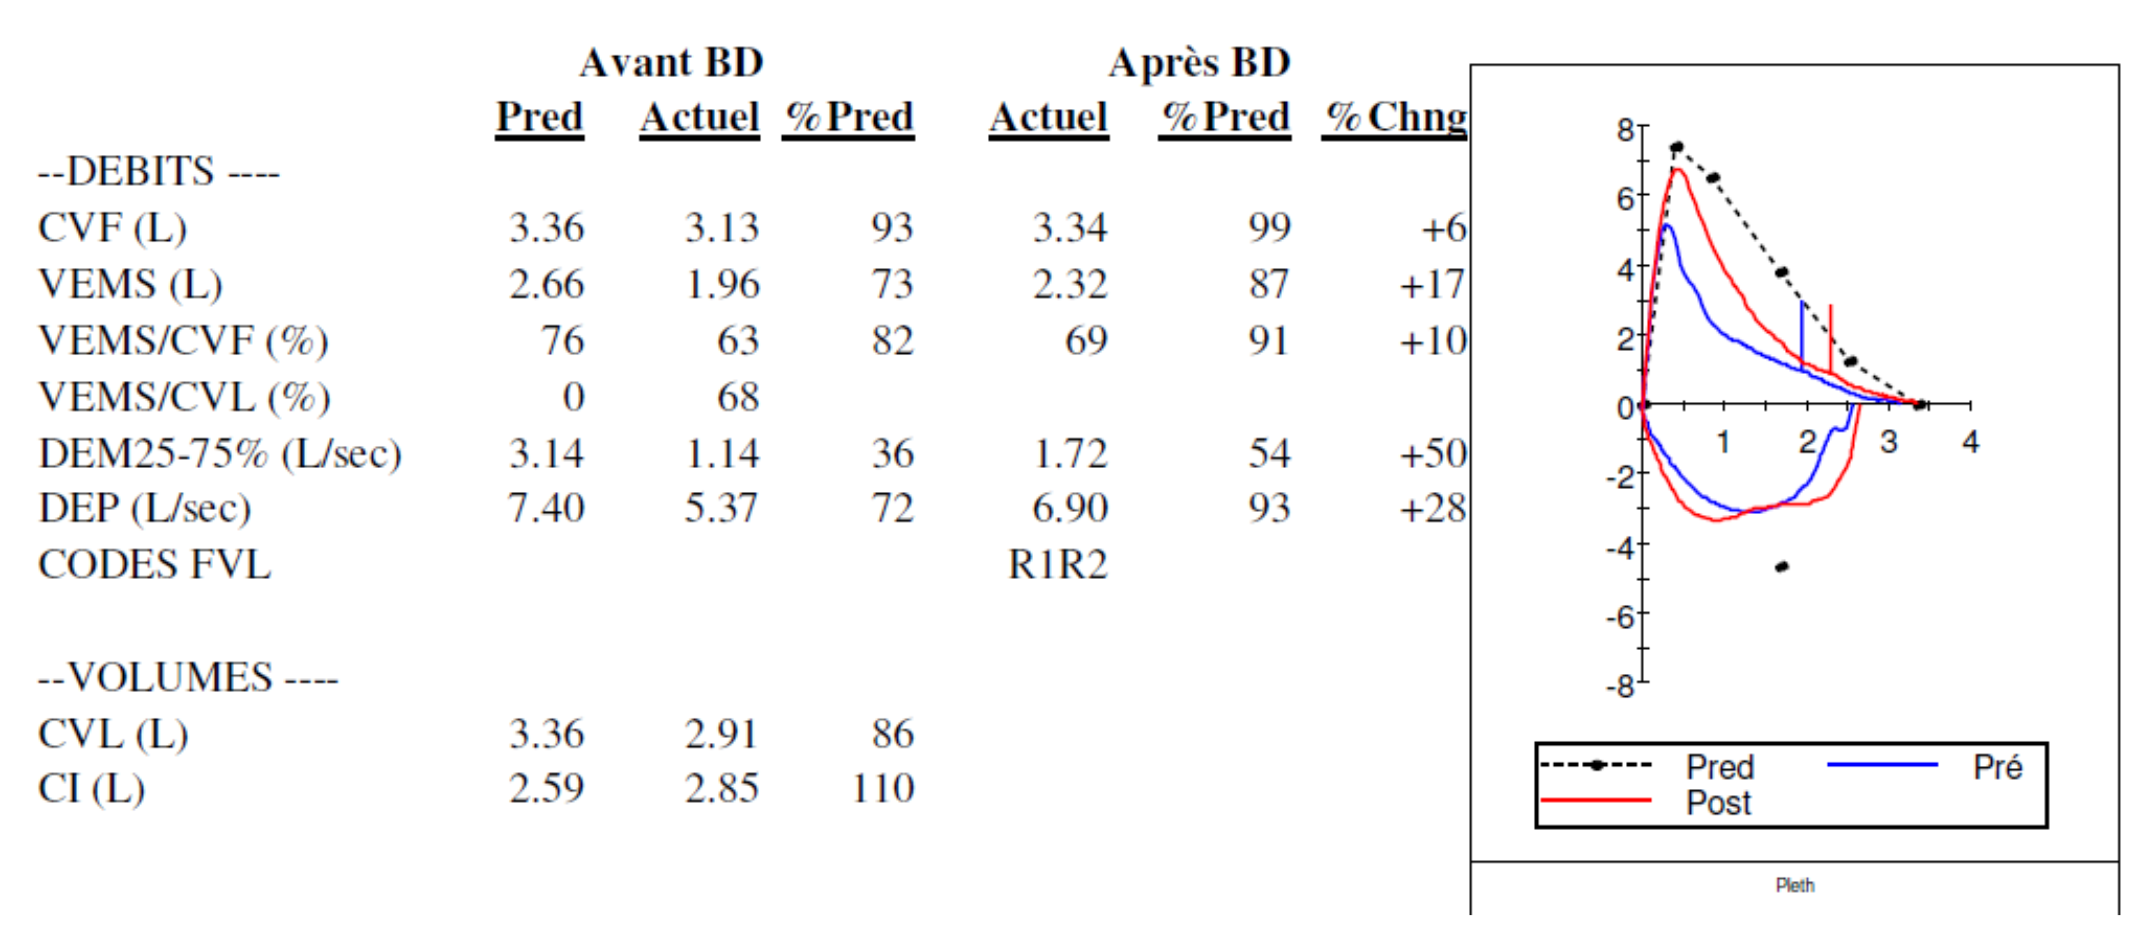 Avant BD Après BD
Pred Actuel %Pred Actuel %Pred %Chng
--DEBITS ----
CVF (L) 3.36 3.13 93 3.34 99 +6
VEMS (L) 2.66 1.96 73 2.32 87 +17
VEMS/CVF (%) 76 63 82 69 91 +10
VEMS/CVL (%) 0 68
DEM25-75% (L/sec) 3.14 1.14 36 1.72 54 +50
DEP (L/sec) 7.40 5.37 72 6.90 93 +28
CODES FVL R1R2
--VOLUMES ----
CVL (L) 3.36 2.91 86
CI (L) 2.59 2.85 110
8
6
4
2
0
1 2 3 4
-2
-4
-6
-8
Pred Pré
Post
Pleth